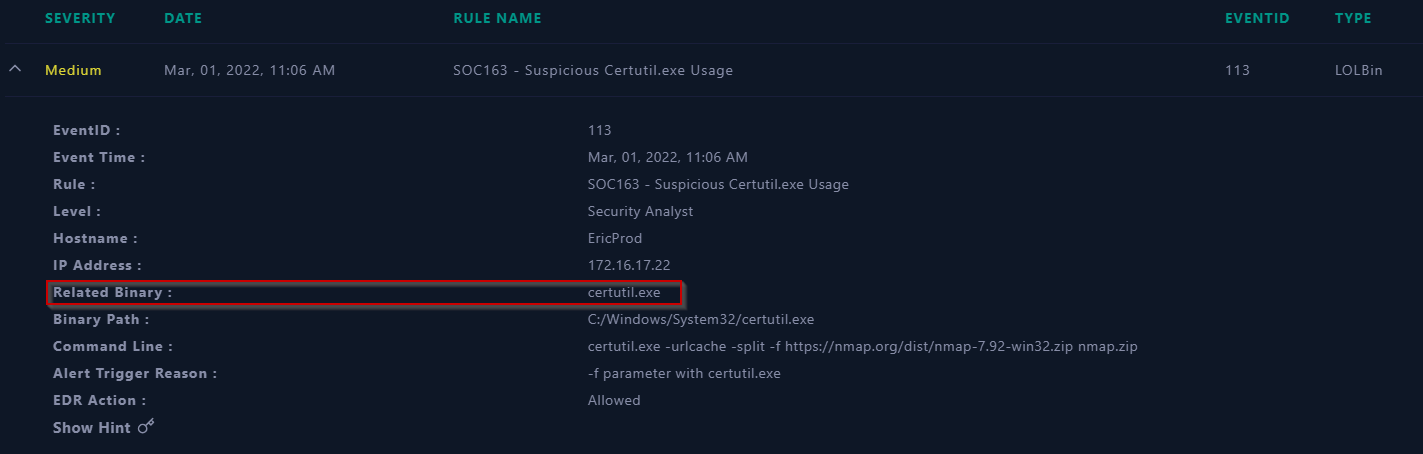 SEVERITY DATE RULE NAME EVENTID TYPE
Medium Mar, 01, 2022, 11:06 AM SOC163 - Suspicious Certutil.exe Usage 113 LOLBin
EventID : 113
Event Time : Mar, 01, 2022, 11:06 AM
Rule : SOC163 - Suspicious Certutil.exe Usage
Level : Security Analyst
Hostname : EricProd
IP Address : 172.16.17.22
Related Binary : certutil.exe
Binary Path : C:/Windows/System32/certutil.exe
Command Line : certutil.exe -urlcache -split -f https://nmap.org/dist/nmap-7.92-win32.zip nmap.zip
Alert Trigger Reason : -f parameter with certutil.exe
EDR Action : Allowed
Show Hint